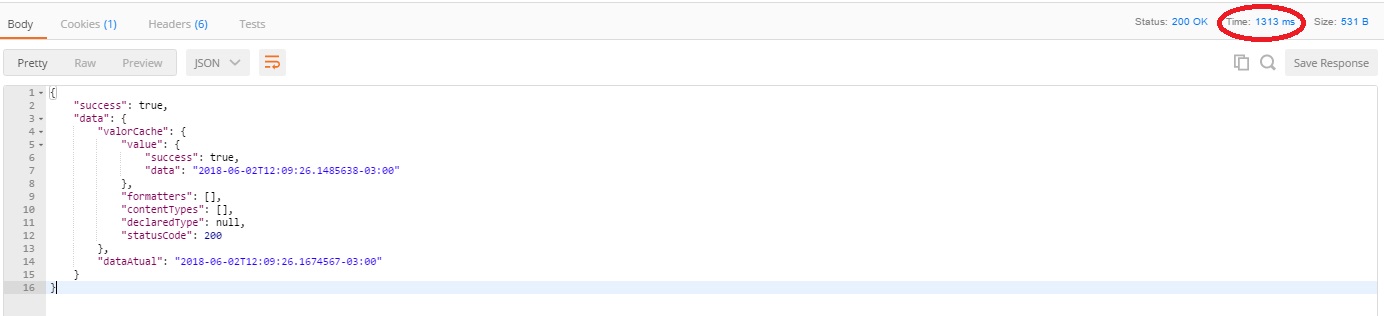 Body Cookies (1) Headers (6) Tests Status: 200 OK Time: 1313 ms Size: 531 B
Pretty Raw Preview JSON Save Response
1 {
2 "success": true,
3 "data": {
4 "valorCache": {
5 "value": {
6 "success": true,
7 "data": "2018-06-02T12:09:26.1485638-03:00"
8 },
9 "formatters": [],
10 "contentTypes": [],
11 "declaredType": null,
12 "statusCode": 200
13 },
14 "dataAtual": "2018-06-02T12:09:26.1674567-03:00"
15 }
16 }